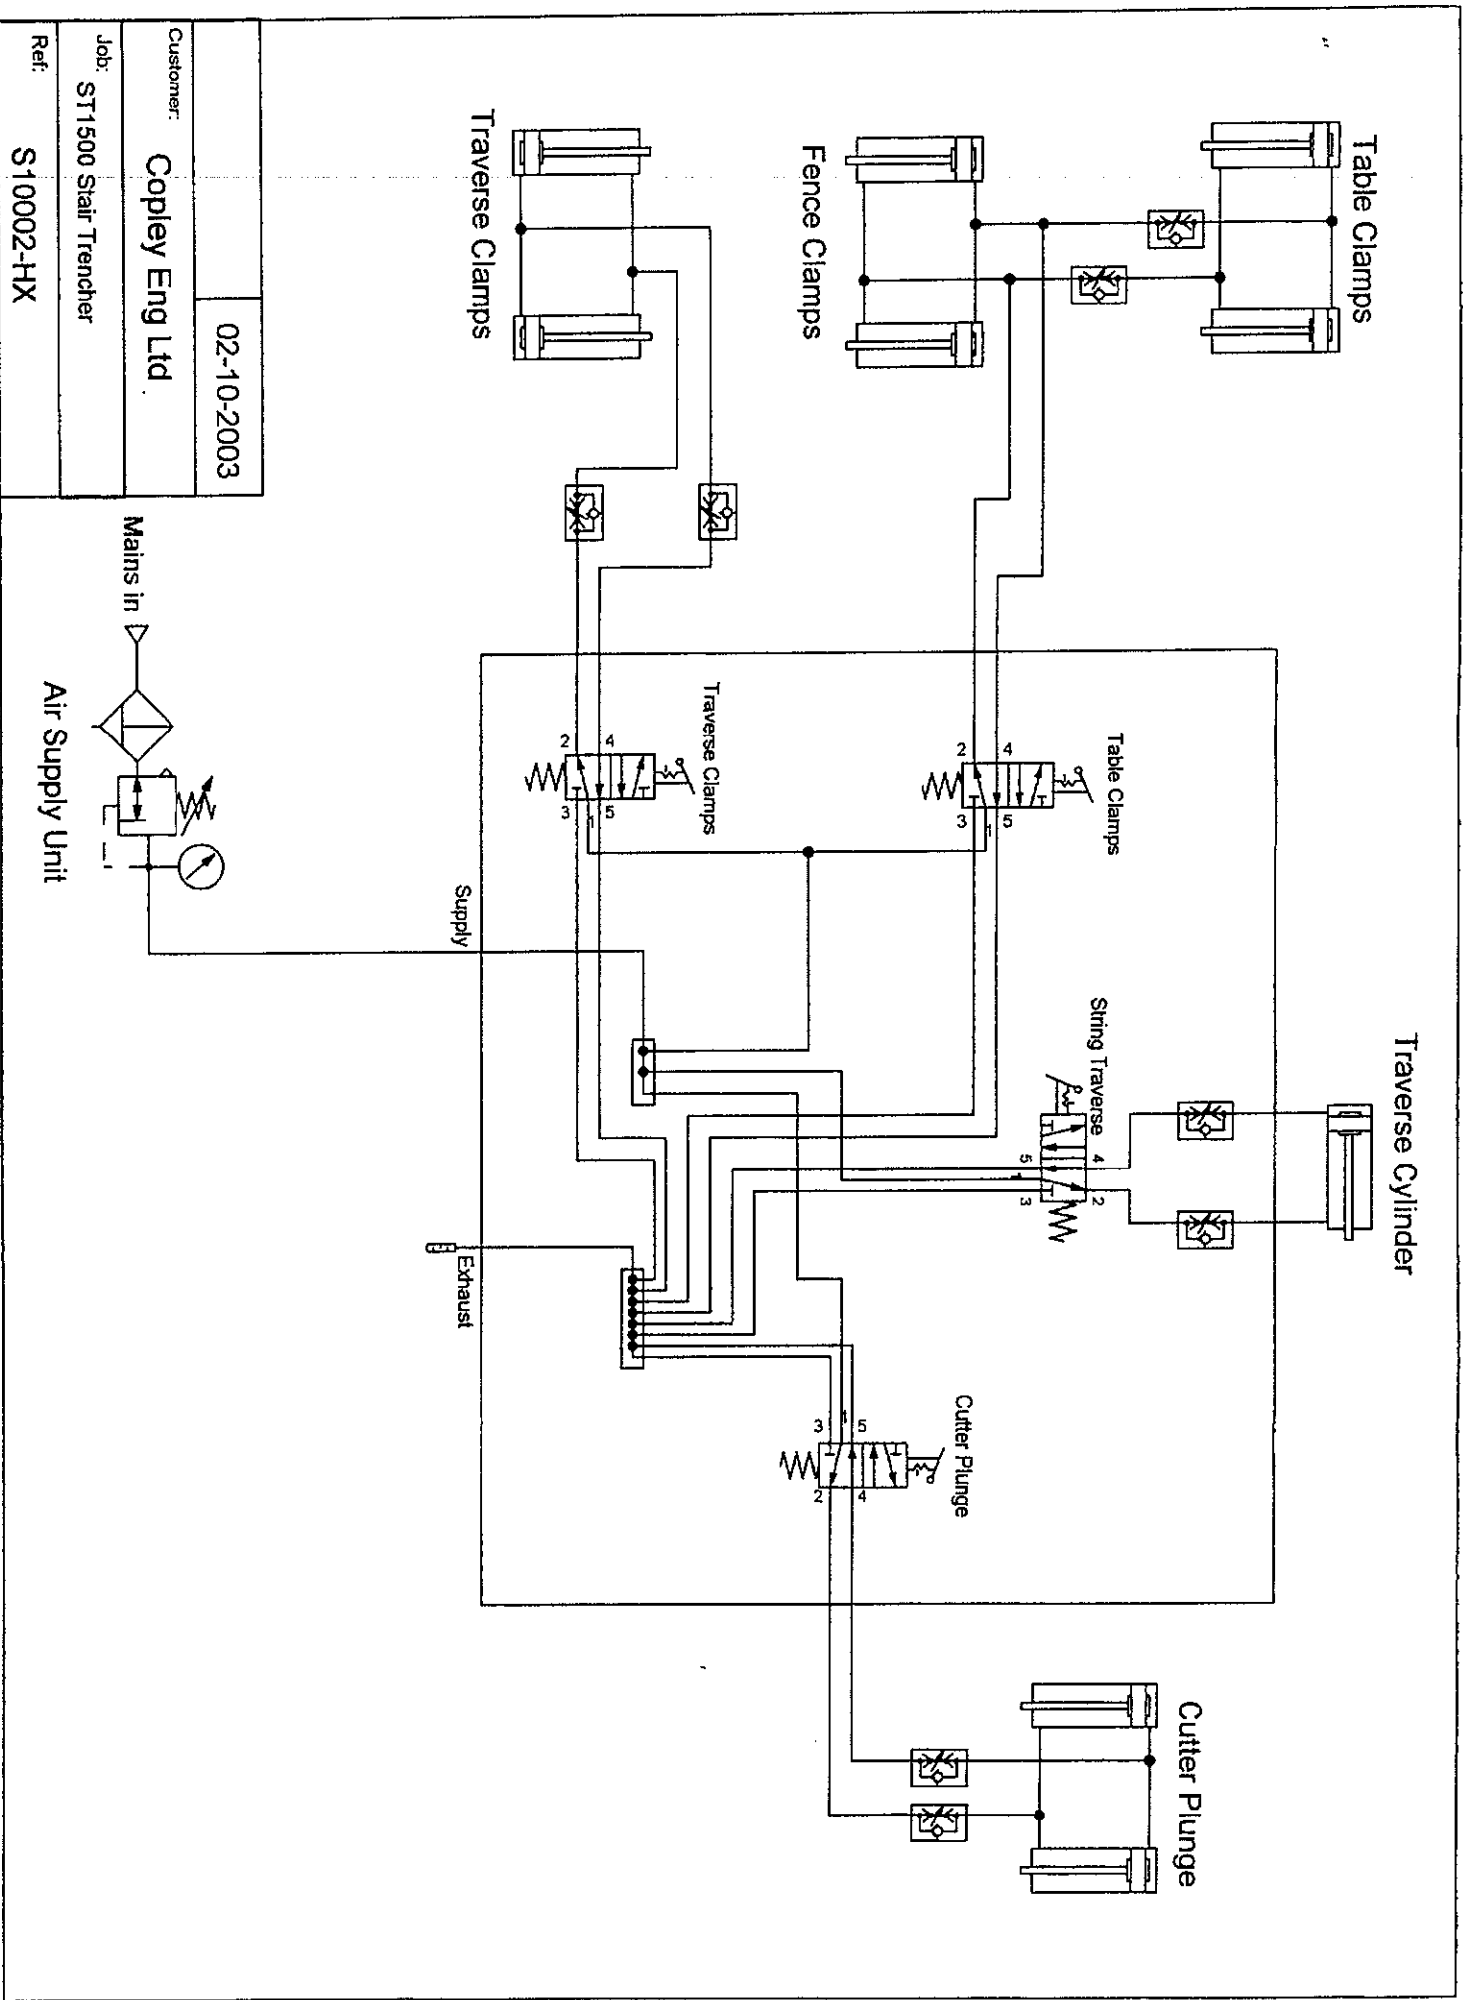 Table Clamps
Fence Clamps
Traverse Clamps
Traverse Cylinder
Cutter Plunge
Table Clamps
2
4
3
1
5
Traverse Clamps
2
4
3
1
5
String Traverse
5
4
1
3
2
Cutter Plunge
3
1
5
2
4
Supply
Exhaust
Mains in
Air Supply Unit
02-10-2003
Customer: Copley Eng Ltd
Job: ST1500 Stair Trencher
Ref: S10002-HX